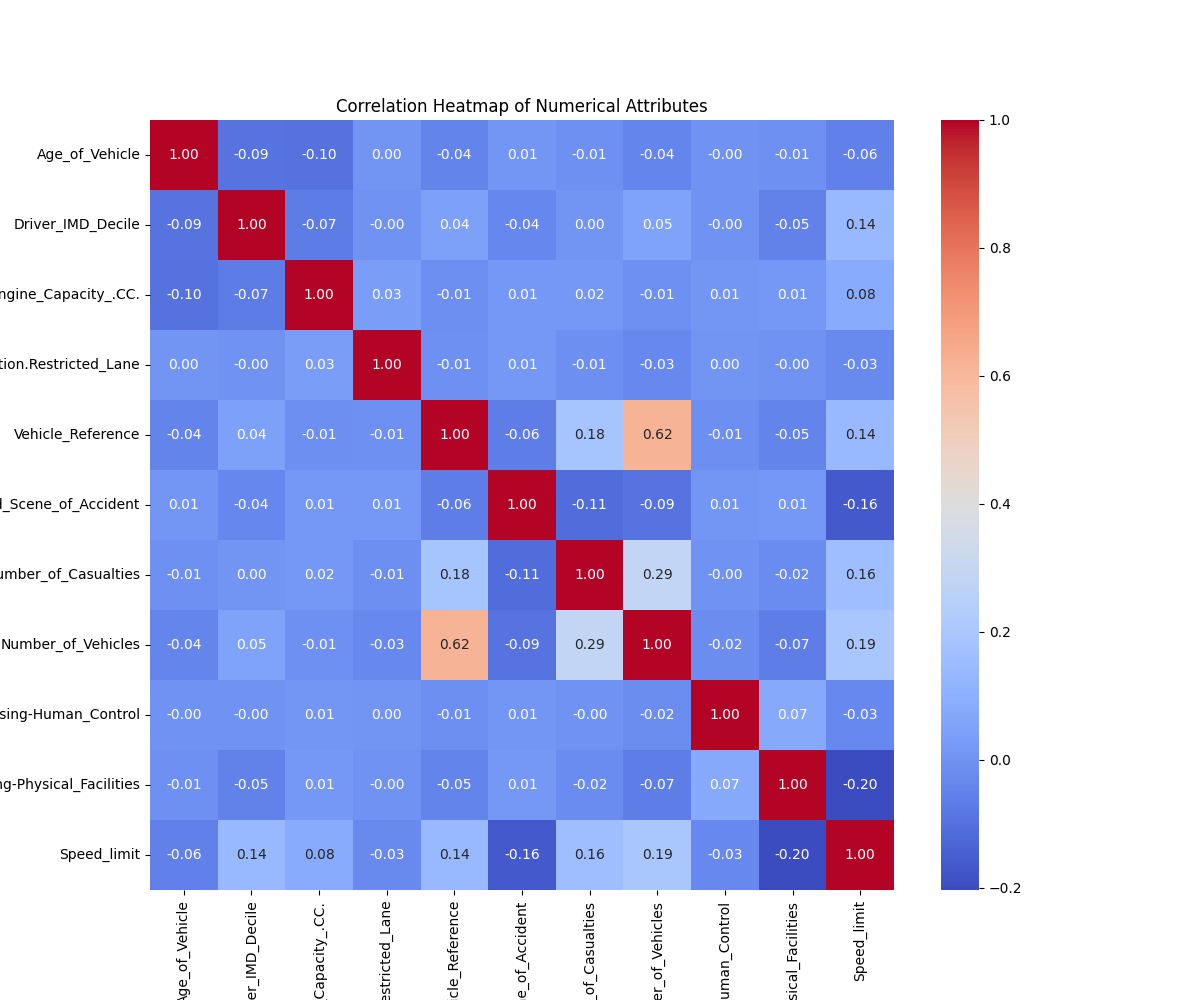 Correlation Heatmap of Numerical Attributes
Age_of_Vehicle 1.00 -0.09 -0.10 0.00 -0.04 0.01 -0.01 -0.04 -0.00 -0.01 -0.06
Driver_IMD_Decile -0.09 1.00 -0.07 -0.00 0.04 -0.04 0.00 0.05 -0.00 -0.05 0.14
ngine_Capacity_.CC. -0.10 -0.07 1.00 0.03 -0.01 0.01 0.02 -0.01 0.01 0.01 0.08
tion.Restricted_Lane 0.00 -0.00 0.03 1.00 -0.01 0.01 -0.01 -0.03 0.00 -0.00 -0.03
Vehicle_Reference -0.04 0.04 -0.01 -0.01 1.00 -0.06 0.18 0.62 -0.01 -0.05 0.14
d_Scene_of_Accident 0.01 -0.04 0.01 0.01 -0.06 1.00 -0.11 -0.09 0.01 0.01 -0.16
umber_of_Casualties -0.01 0.00 0.02 -0.01 0.18 -0.11 1.00 0.29 -0.00 -0.02 0.16
Number_of_Vehicles -0.04 0.05 -0.01 -0.03 0.62 -0.09 0.29 1.00 -0.02 -0.07 0.19
sing-Human_Control -0.00 -0.00 0.01 0.00 -0.01 0.01 -0.00 -0.02 1.00 0.07 -0.03
ng-Physical_Facilities -0.01 -0.05 0.01 -0.00 -0.05 0.01 -0.02 -0.07 0.07 1.00 -0.20
Speed_limit -0.06 0.14 0.08 -0.03 0.14 -0.16 0.16 0.19 -0.03 -0.20 1.00
Age_of_Vehicle
er_IMD_Decile
Capacity_.CC.
estricted_Lane
icle_Reference
ne_of_Accident
_of_Casualties
er_of_Vehicles
uman_Control
sical_Facilities
Speed_limit
1.0
0.8
0.6
0.4
0.2
0.0
−0.2